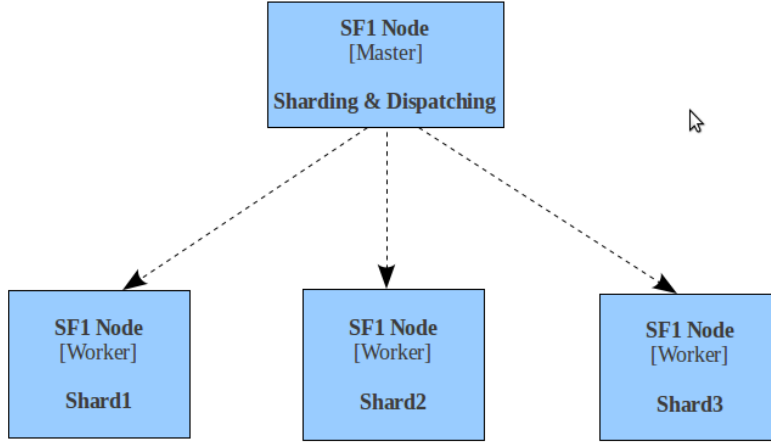 SF1 Node
[Master]
Sharding & Dispatching
SF1 Node
[Worker]
Shard1
SF1 Node
[Worker]
Shard2
SF1 Node
[Worker]
Shard3